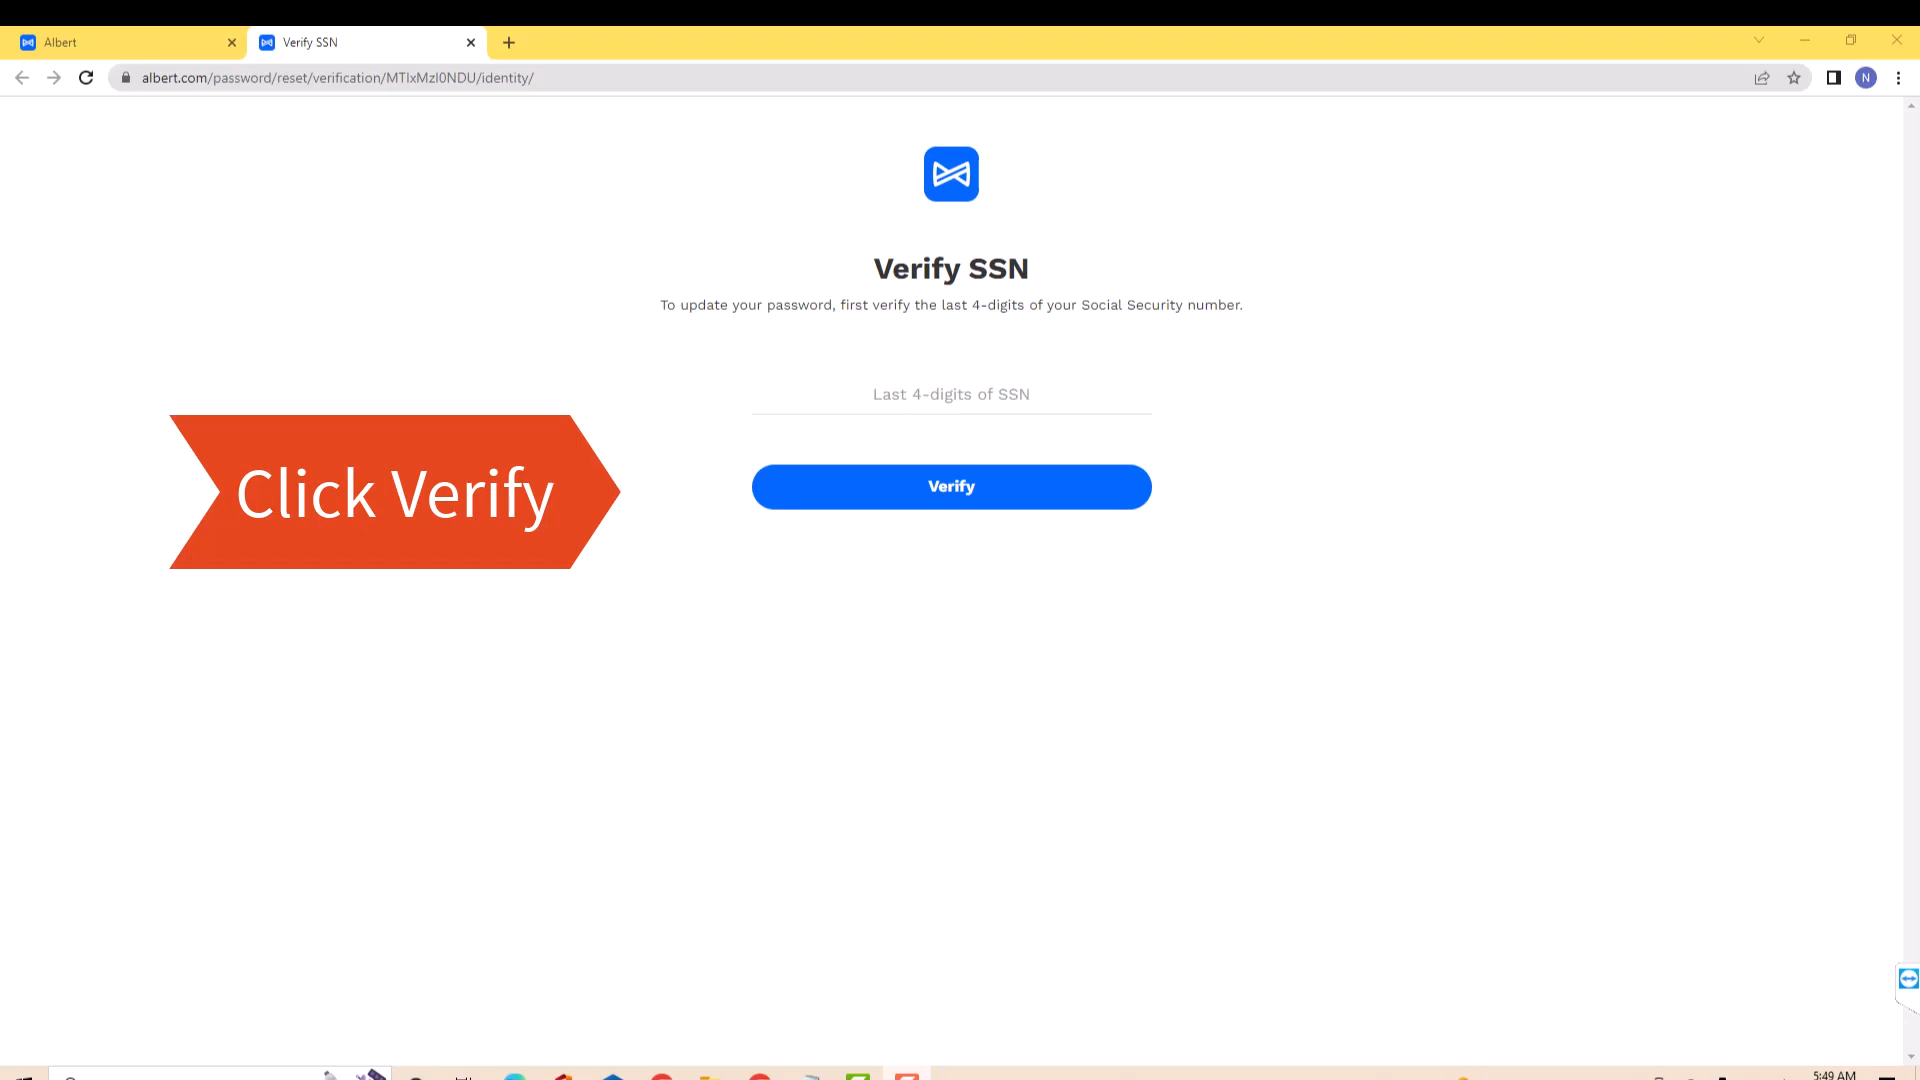 Albert
Verify SSN
albert.com/password/reset/verification/MTIxMzI0NDU/identity/
N
Verify SSN
To update your password, first verify the last 4-digits of your Social Security number.
Last 4-digits of SSN
Click Verify
Verify
5:49 AM